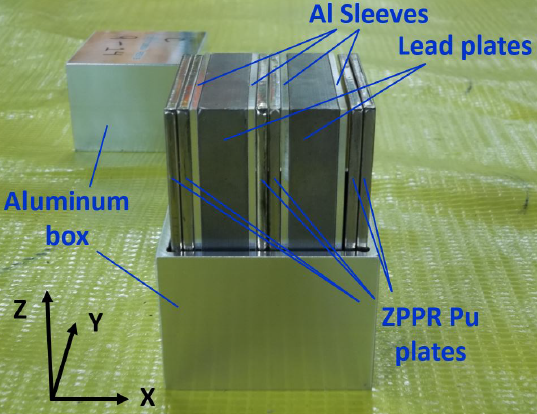 Al Sleeves
Lead plates
Aluminum
box
ZPPR Pu
plates
Z
Y
X